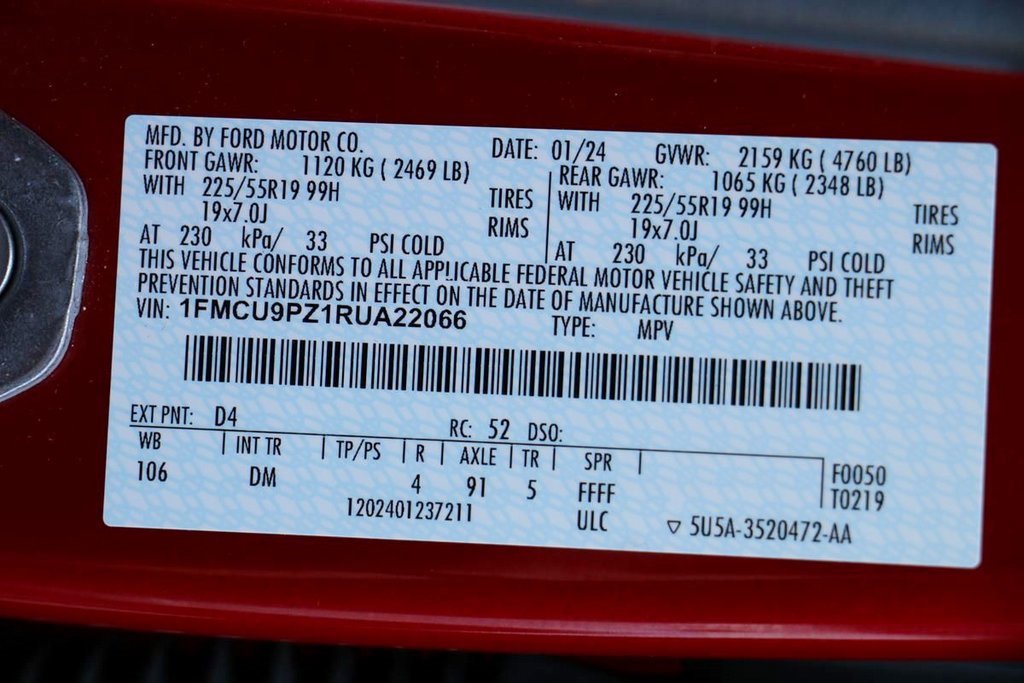 MFD. BY FORD MOTOR CO. DATE: 01/24 GVWR: 2159 KG ( 4760 LB)
FRONT GAWR: 1120 KG ( 2469 LB) REAR GAWR: 1065 KG ( 2348 LB)
WITH 225/55R19 99H TIRES WITH 225/55R19 99H TIRES
19x7.0J RIMS 19x7.0J RIMS
AT 230 kPa/ 33 PSI COLD AT 230 kPa/ 33 PSI COLD
THIS VEHICLE CONFORMS TO ALL APPLICABLE FEDERAL MOTOR VEHICLE SAFETY AND THEFT
PREVENTION STANDARDS IN EFFECT ON THE DATE OF MANUFACTURE SHOWN ABOVE.
VIN: 1FMCU9PZ1RUA22066 TYPE: MPV
EXT PNT: D4 RC: 52 DSO:
WB INT TR TP/PS R AXLE TR SPR F0050
106 DM 4 91 5 FFFF T0219
1202401237211 ULC ▽ 5U5A-3520472-AA